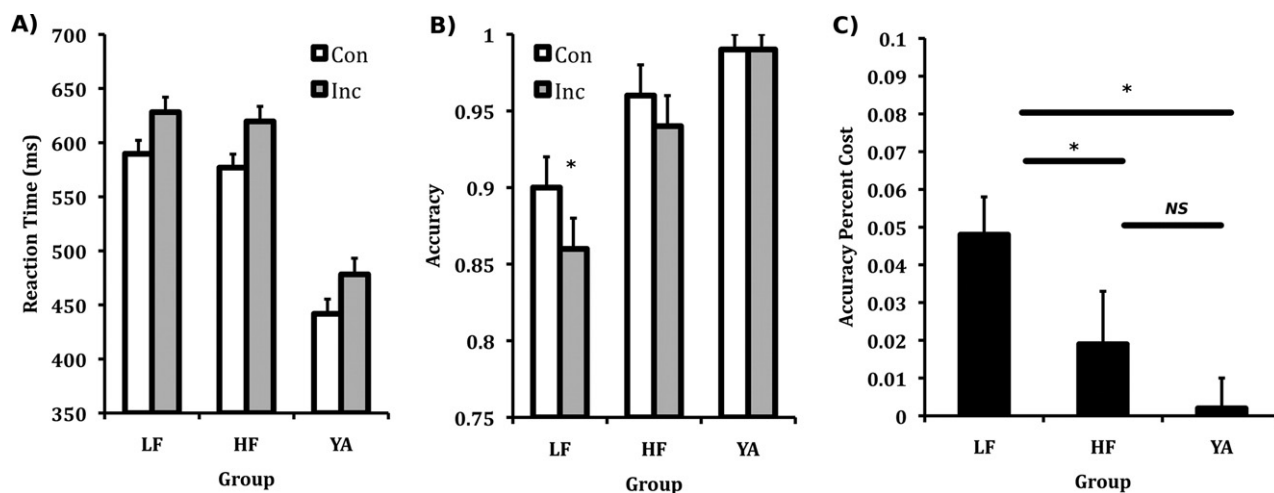 A)
Reaction Time (ms)
700
650
600
550
500
450
400
350
Con
Inc
LF HF YA
Group
B)
Accuracy
1
0.95
0.9
0.85
0.8
0.75
Con
Inc
*
LF HF YA
Group
C)
Accuracy Percent Cost
0.1
0.09
0.08
0.07
0.06
0.05
0.04
0.03
0.02
0.01
0
*
*
NS
LF HF YA
Group